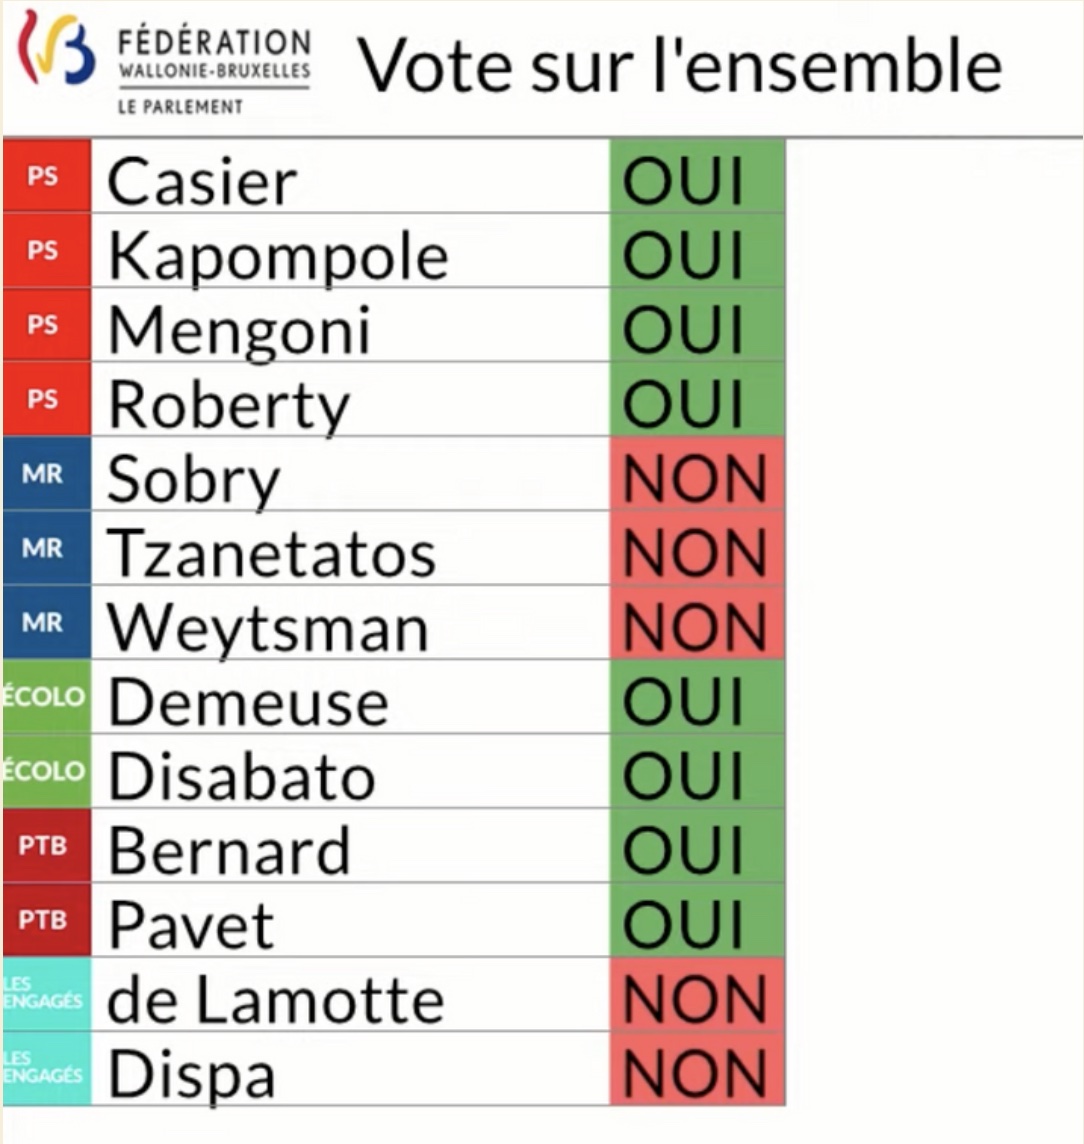 FÉDÉRATION
WALLONIE-BRUXELLES
LE PARLEMENT
Vote sur l'ensemble
PS Casier OUI
PS Kapompole OUI
PS Mengoni OUI
PS Roberty OUI
MR Sobry NON
MR Tzanetatos NON
MR Weytsman NON
ÉCOLO Demeuse OUI
ÉCOLO Disabato OUI
PTB Bernard OUI
PTB Pavet OUI
LES ENGAGÉS de Lamotte NON
LES ENGAGÉS Dispa NON